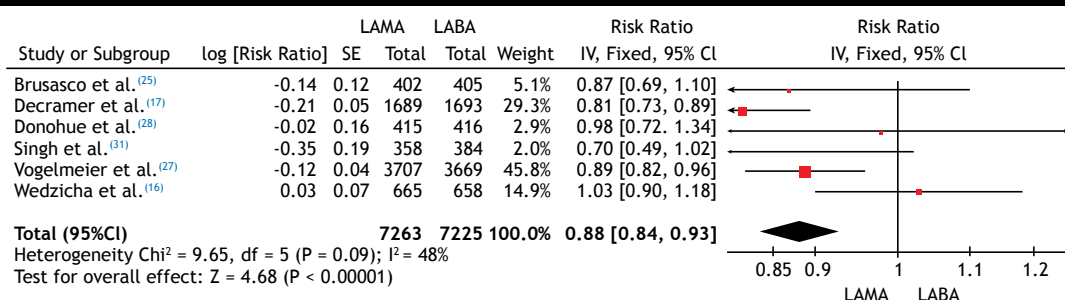 LAMA LABA Risk Ratio Risk Ratio
Study or Subgroup log [Risk Ratio] SE Total Total Weight IV, Fixed, 95% Cl IV, Fixed, 95% Cl
Brusasco et al.(25) -0.14 0.12 402 405 5.1% 0.87 [0.69, 1.10]
Decramer et al.(17) -0.21 0.05 1689 1693 29.3% 0.81 [0.73, 0.89]
Donohue et al.(28) -0.02 0.16 415 416 2.9% 0.98 [0.72. 1.34]
Singh et al.(31) -0.35 0.19 358 384 2.0% 0.70 [0.49, 1.02]
Vogelmeier et al.(27) -0.12 0.04 3707 3669 45.8% 0.89 [0.82, 0.96]
Wedzicha et al.(16) 0.03 0.07 665 658 14.9% 1.03 [0.90, 1.18]
Total (95%Cl) 7263 7225 100.0% 0.88 [0.84, 0.93]
Heterogeneity Chi² = 9.65, df = 5 (P = 0.09); I² = 48%
Test for overall effect: Z = 4.68 (P < 0.00001)
0.85 0.9 1 1.1 1.2
LAMA LABA